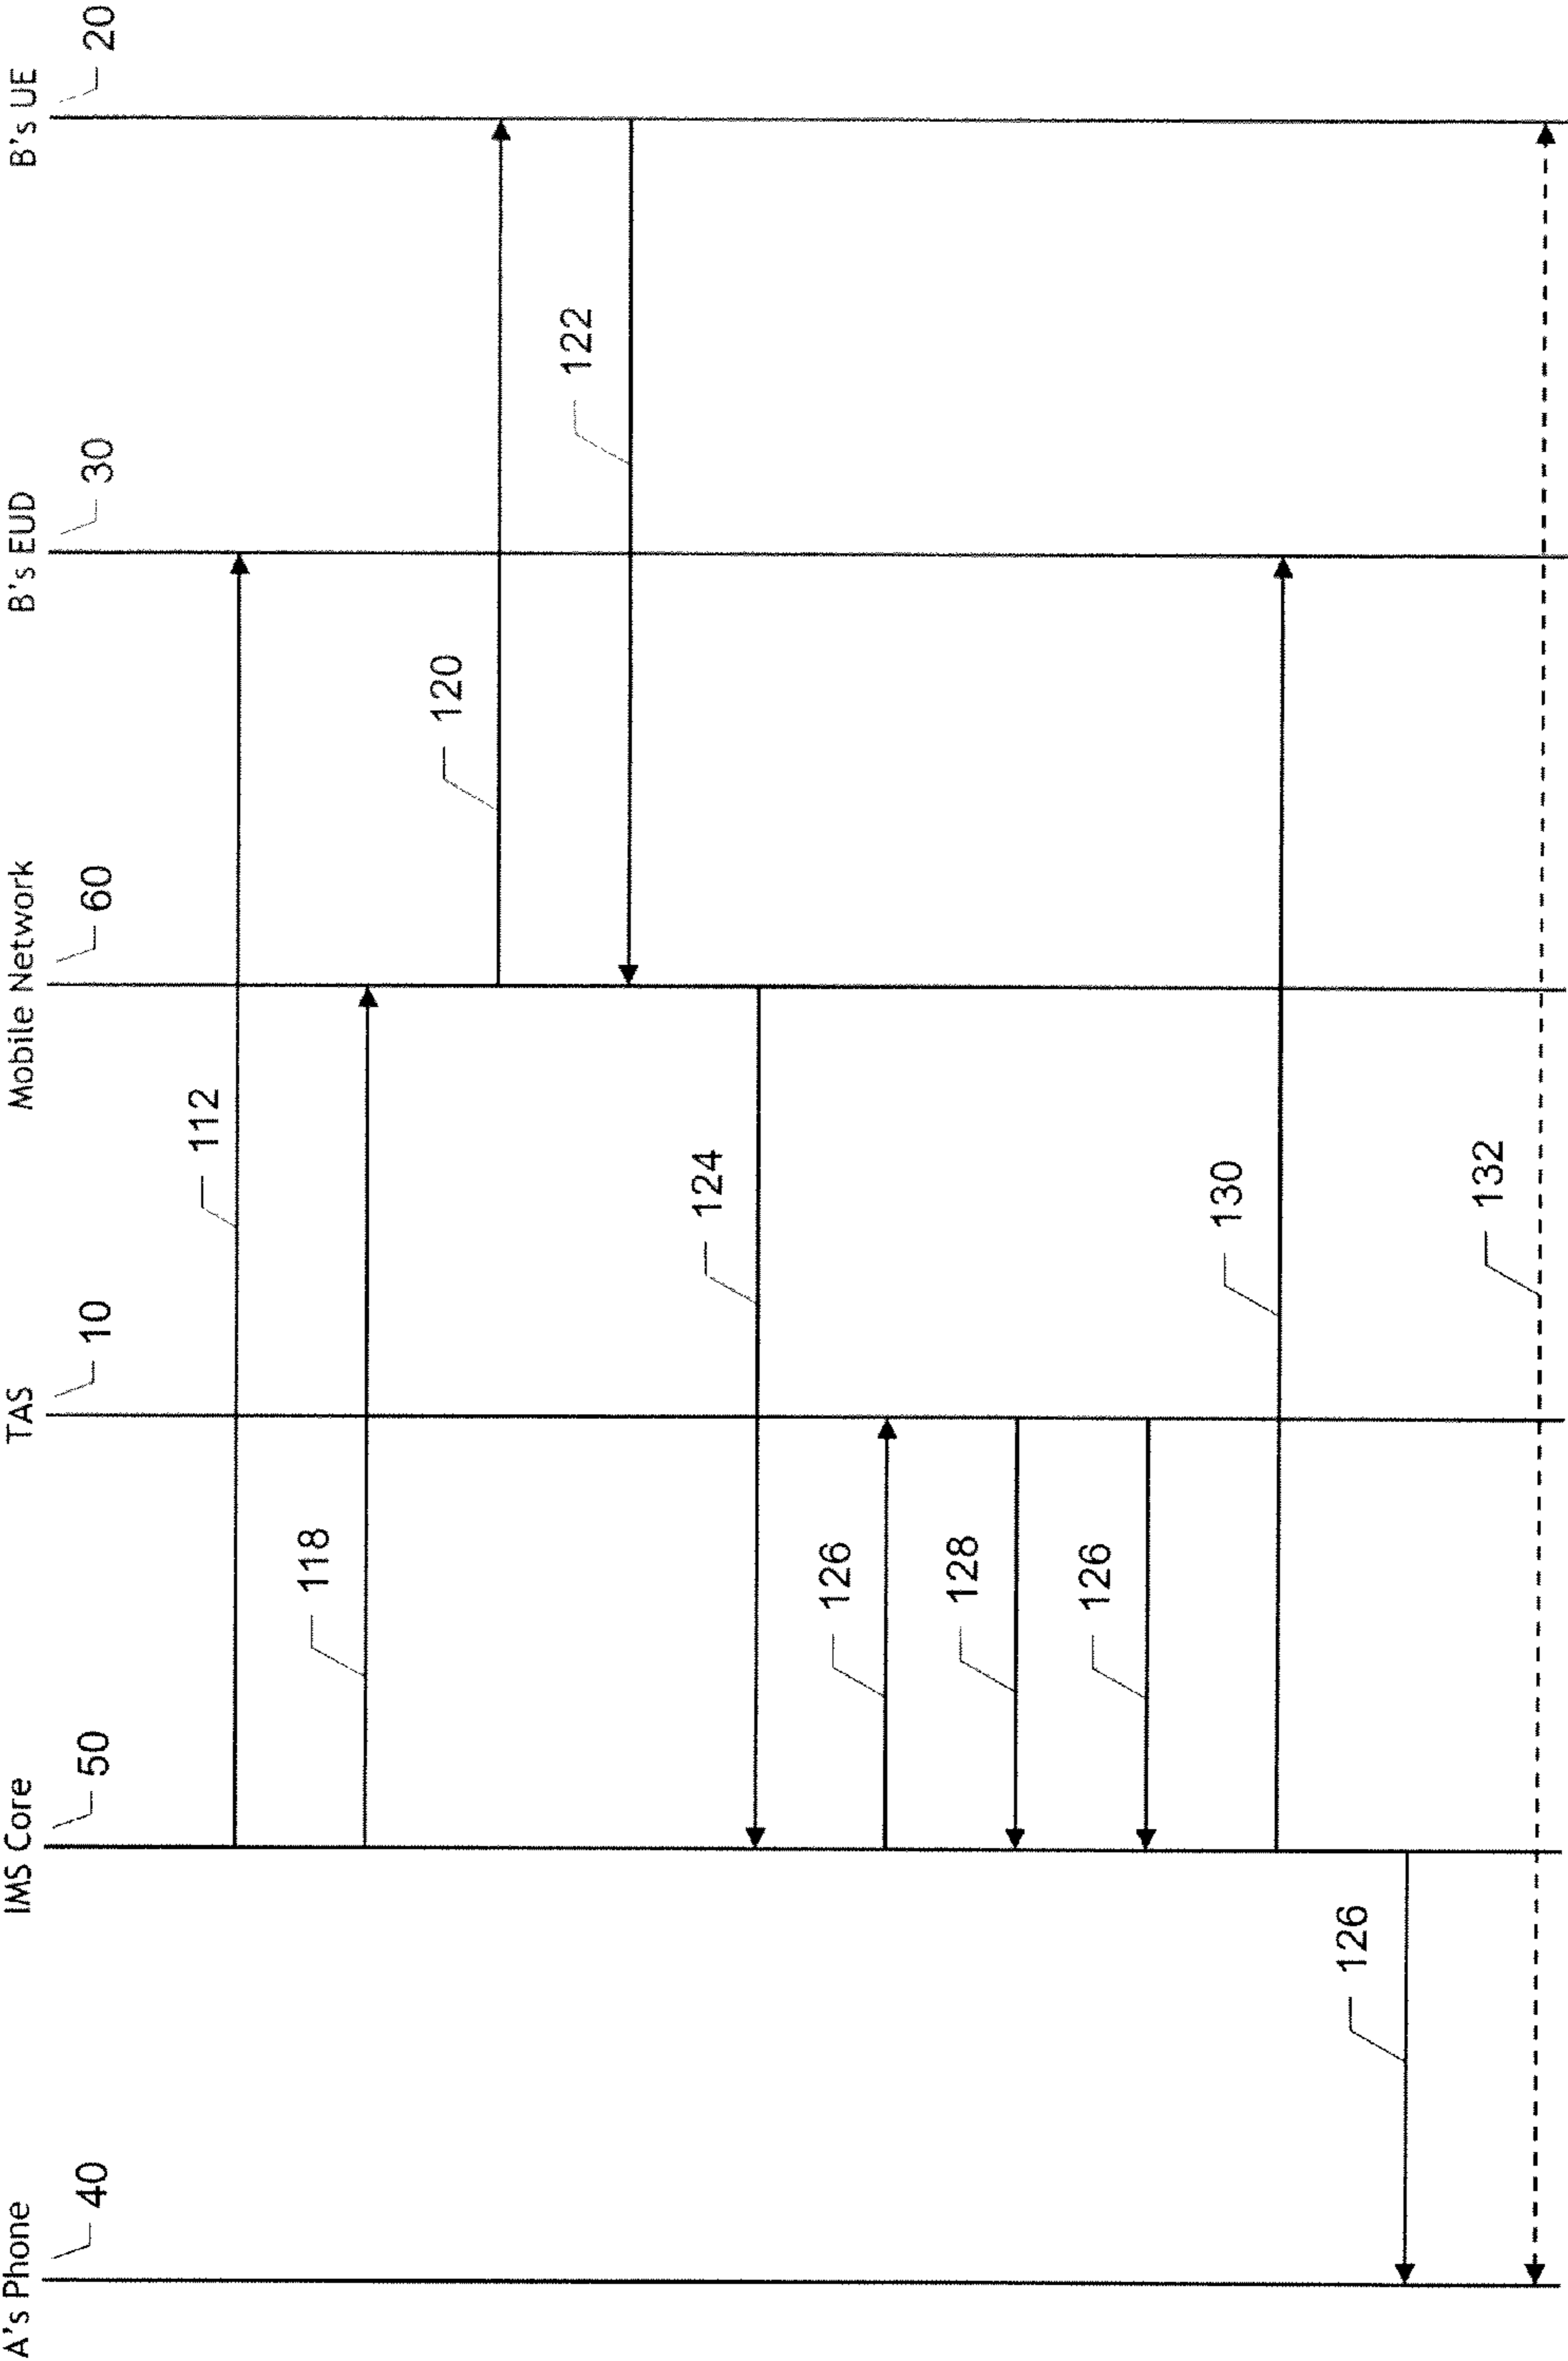 A's Phone
40
IMS Core
50
TAS
10
Mobile Network
60
B's EUD
30
B's UE
20
112
118
120
122
124
126
128
126
130
126
132